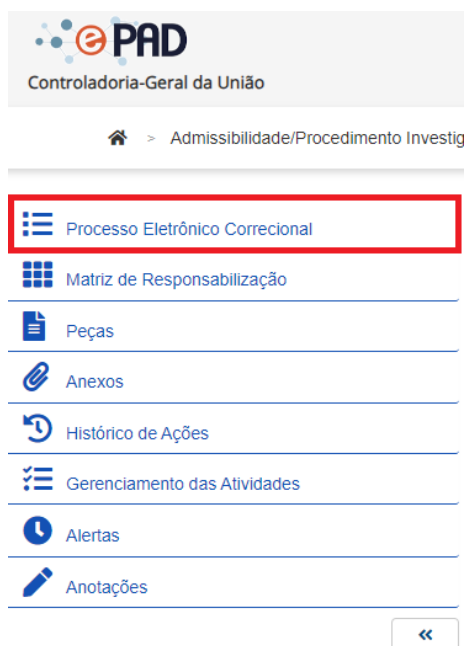 ePAD
Controladoria-Geral da União
> Admissibilidade/Procedimento Investig
Processo Eletrônico Correcional
Matriz de Responsabilização
Peças
Anexos
Histórico de Ações
Gerenciamento das Atividades
Alertas
Anotações
«